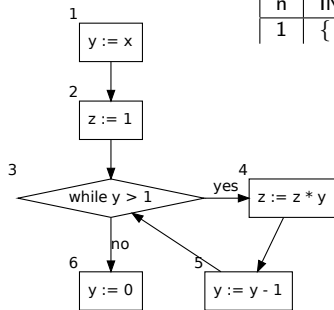 1
y := x
n
1 {
2
z := 1
3
while y > 1
yes
4
z := z * y
no
5
y := y - 1
6
y := 0